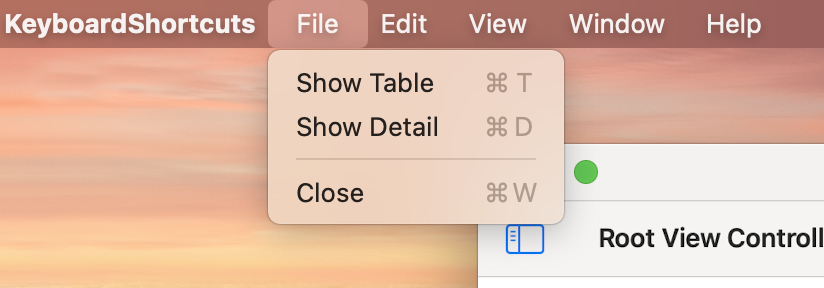 KeyboardShortcuts File Edit View Window Help
Show Table ⌘ T
Show Detail ⌘ D
Close ⌘ W
Root View Controll